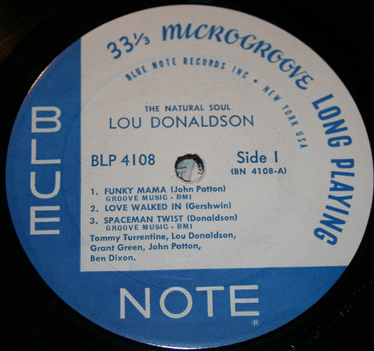 33⅓ MICROGROOVE LONG PLAYING
BLUE NOTE RECORDS INC • NEW YORK USA
THE NATURAL SOUL
LOU DONALDSON
BLP 4108 Side 1
(BN 4108-A)
1. FUNKY MAMA (John Patton)
GROOVE MUSIC - BMI
2. LOVE WALKED IN (Gershwin)
3. SPACEMAN TWIST (Donaldson)
GROOVE MUSIC - BMI
Tommy Turrentine, Lou Donaldson,
Grant Green, John Patton,
Ben Dixon.
BLUE
NOTE
®